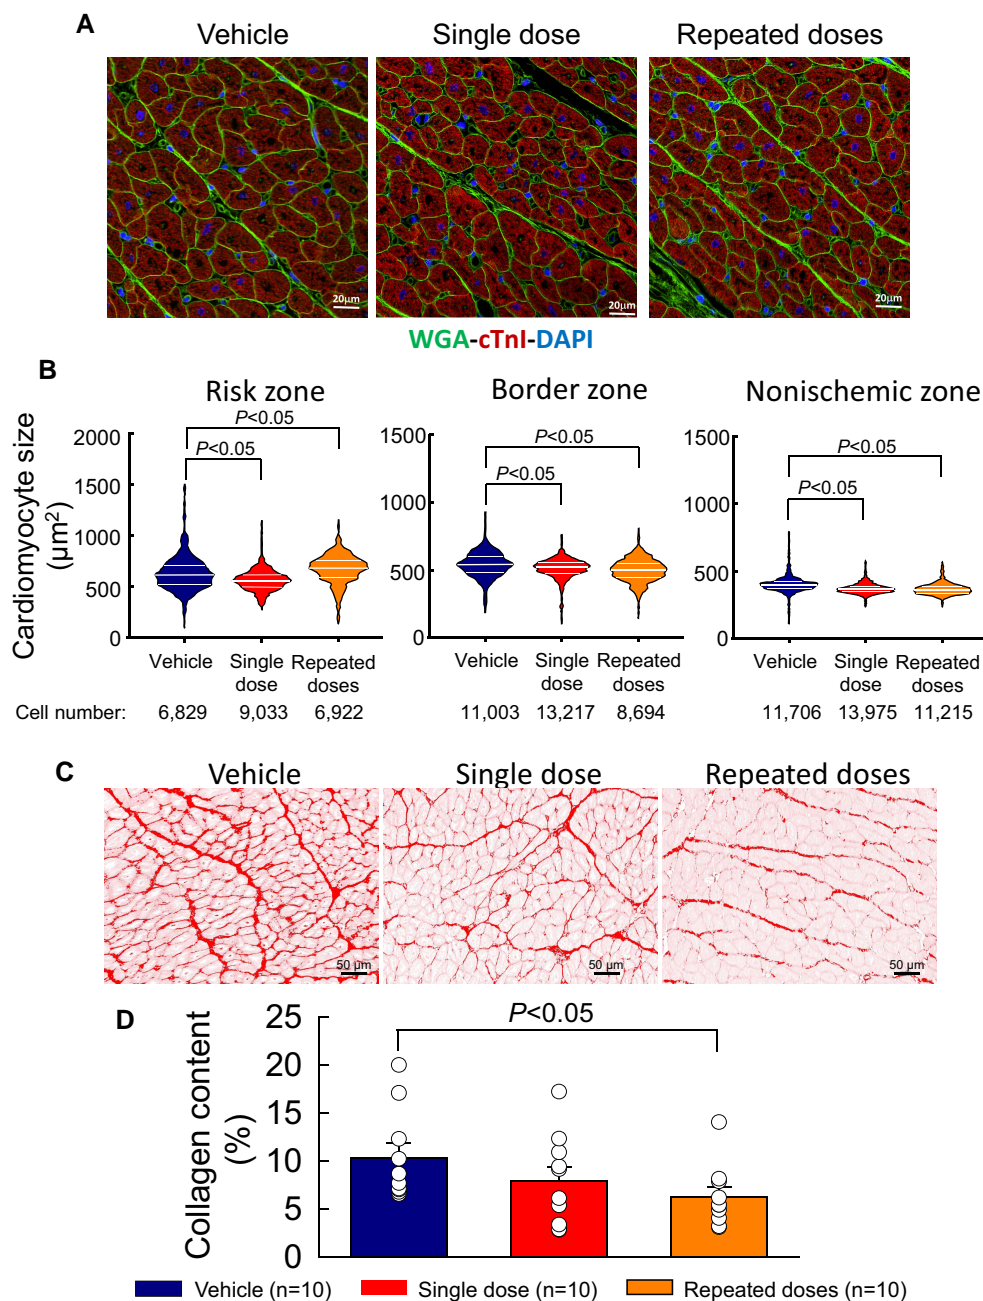 A
Vehicle Single dose Repeated doses
20μm 20μm 20μm
WGA-cTnI-DAPI
B
Risk zone Border zone Nonischemic zone
Cardiomyocyte size
(μm²)
2000
1500
1000
500
0
P<0.05
P<0.05
Vehicle Single dose Repeated doses
1500
1000
500
0
P<0.05
P<0.05
Vehicle Single dose Repeated doses
1500
1000
500
0
P<0.05
P<0.05
Vehicle Single dose Repeated doses
Cell number: 6,829 9,033 6,922 11,003 13,217 8,694 11,706 13,975 11,215
C
Vehicle Single dose Repeated doses
50 μm 50 μm 50 μm
D
Collagen content
(%)
25
20
15
10
5
0
P<0.05
Vehicle (n=10) Single dose (n=10) Repeated doses (n=10)